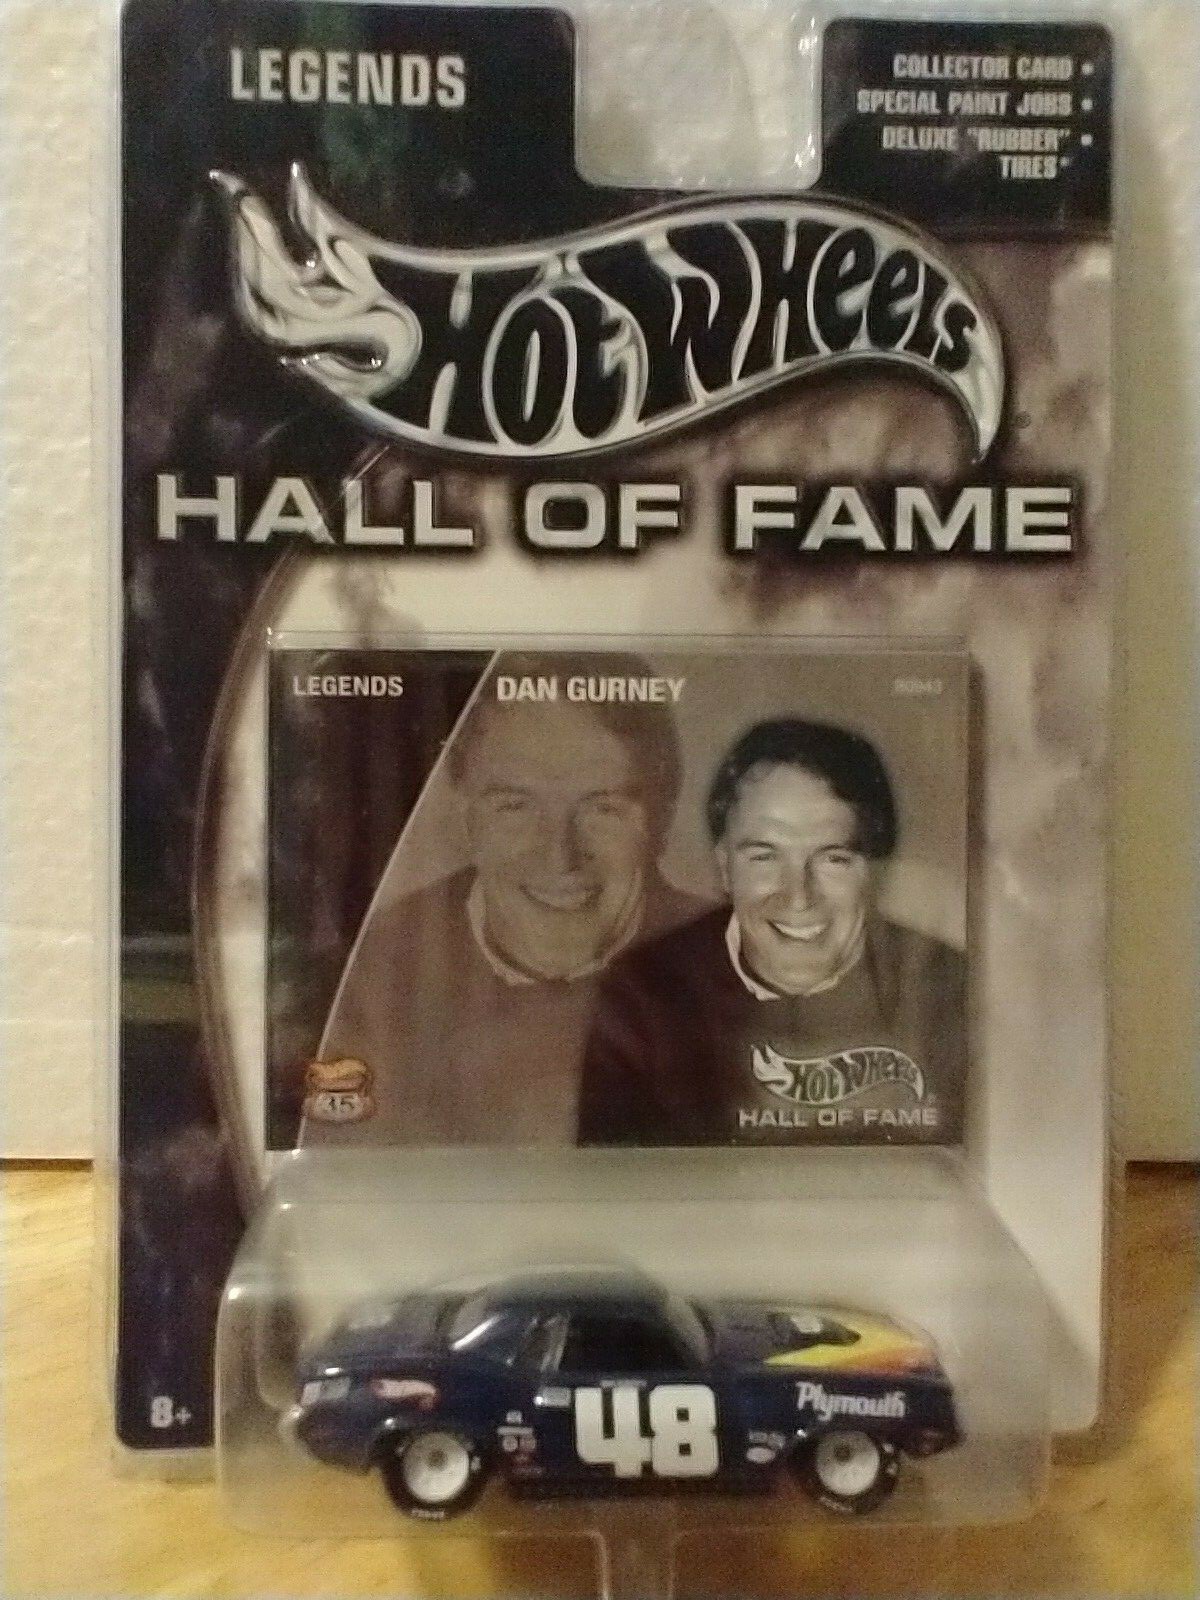 LEGENDS
COLLECTOR CARD •
SPECIAL PAINT JOBS •
DELUXE "RUBBER" •
TIRES*
HOT WHEELS
®
HALL OF FAME
LEGENDS
DAN GURNEY
35
HOT WHEELS
HALL OF FAME
8+
48
Plymouth